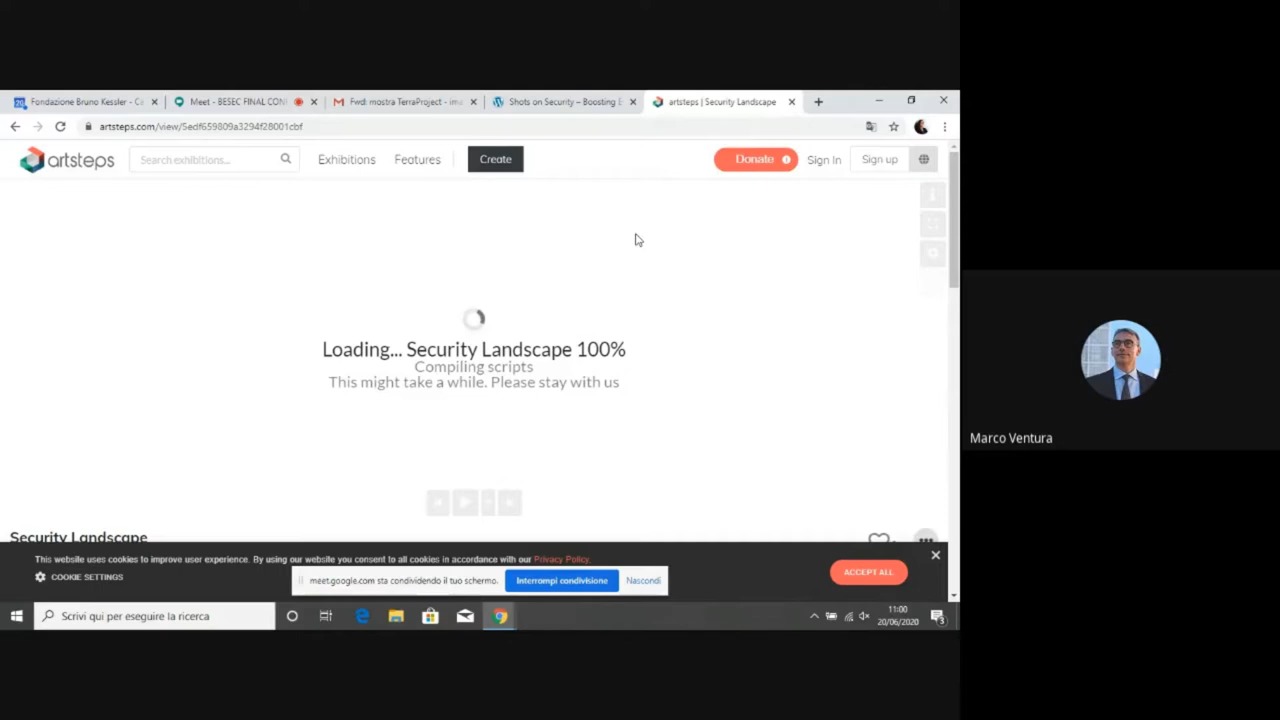 Fondazione Bruno Kessler - Ca
Meet - BESEC FINAL CON
Fwd: mostra TerraProject - ima
Shots on Security – Boosting E
artsteps | Security Landscape
artsteps.com/view/5edf659809a3294f28001cbf
artsteps
Search exhibitions...
Exhibitions
Features
Create
Donate
Sign In
Sign up
Loading... Security Landscape 100%
Compiling scripts
This might take a while. Please stay with us
Marco Ventura
Security Landscape
This website uses cookies to improve user experience. By using our website you consent to all cookies in accordance with our Privacy Policy.
COOKIE SETTINGS
ACCEPT ALL
meet.google.com sta condividendo il tuo schermo.
Interrompi condivisione
Nascondi
Scrivi qui per eseguire la ricerca
11:00
20/06/2020
3